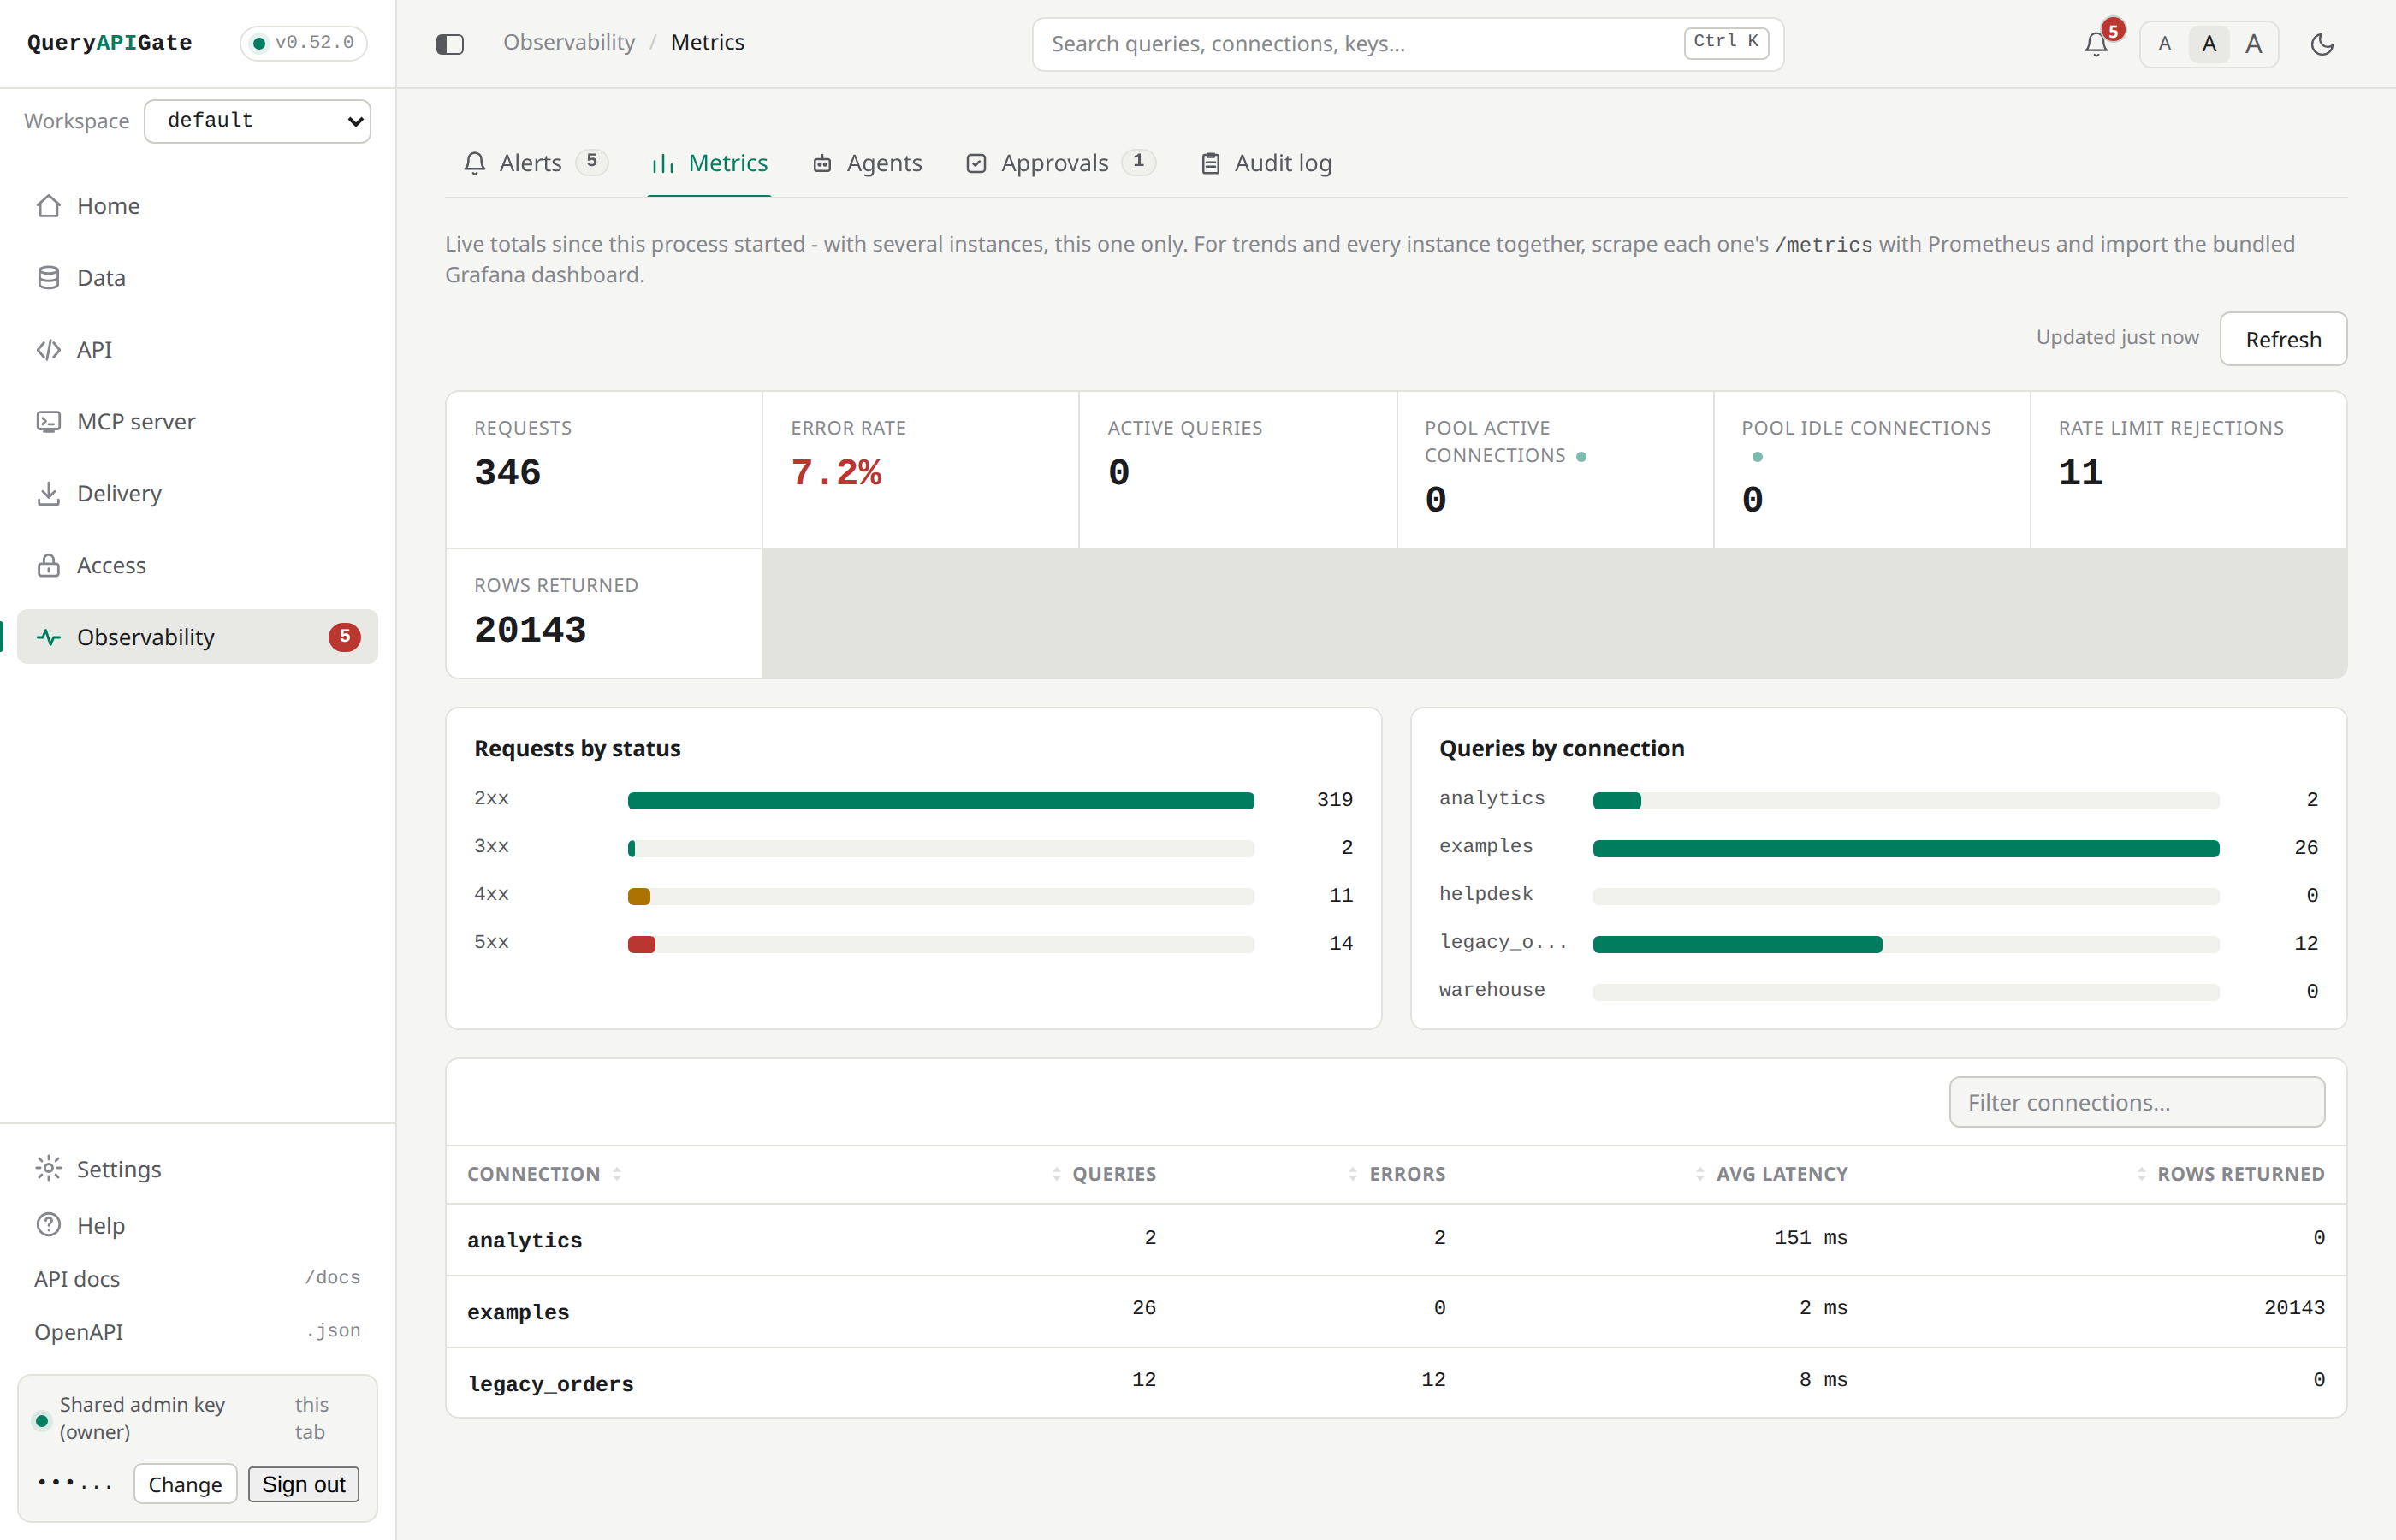 QueryAPIGate
v0.52.0
Observability / Metrics
Search queries, connections, keys...
Ctrl K
5
A A A
Workspace
default
Home
Data
API
MCP server
Delivery
Access
Observability
5
Settings
Help
API docs /docs
OpenAPI .json
Shared admin key this
(owner) tab
•••...
Change
Sign out
Alerts 5
Metrics
Agents
Approvals 1
Audit log
Live totals since this process started - with several instances, this one only. For trends and every instance together, scrape each one's /metrics with Prometheus and import the bundled
Grafana dashboard.
Updated just now
Refresh
REQUESTS
346
ERROR RATE
7.2%
ACTIVE QUERIES
0
POOL ACTIVE
CONNECTIONS
0
POOL IDLE CONNECTIONS
0
RATE LIMIT REJECTIONS
11
ROWS RETURNED
20143
Requests by status
2xx 319
3xx 2
4xx 11
5xx 14
Queries by connection
analytics 2
examples 26
helpdesk 0
legacy_o... 12
warehouse 0
Filter connections...
CONNECTION QUERIES ERRORS AVG LATENCY ROWS RETURNED
analytics 2 2 151 ms 0
examples 26 0 2 ms 20143
legacy_orders 12 12 8 ms 0